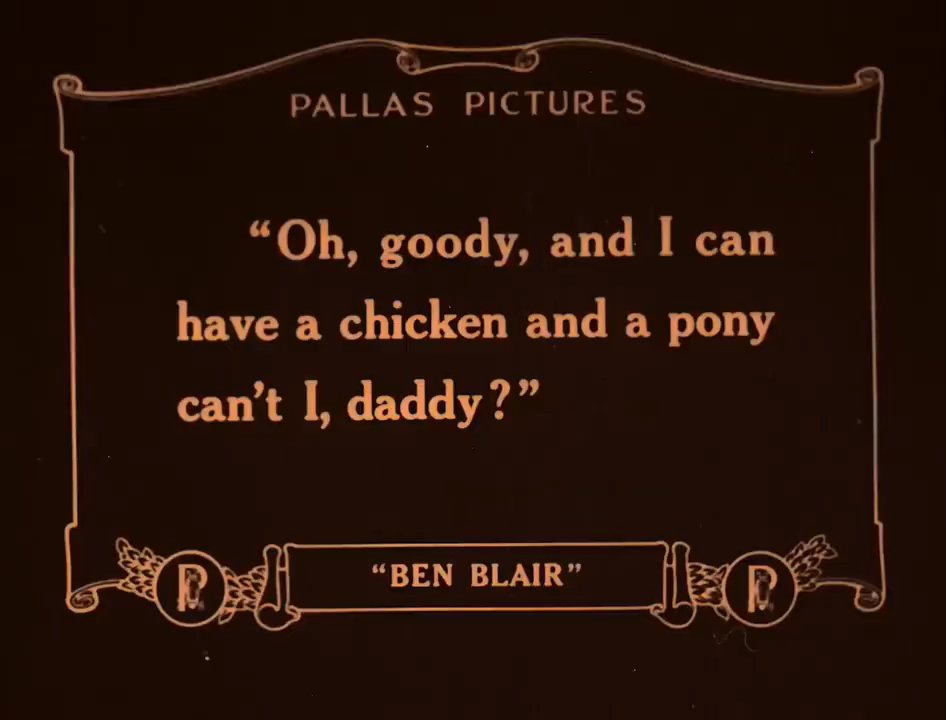 PALLAS PICTURES
“Oh, goody, and I can
have a chicken and a pony
can’t I, daddy?”
“BEN BLAIR”